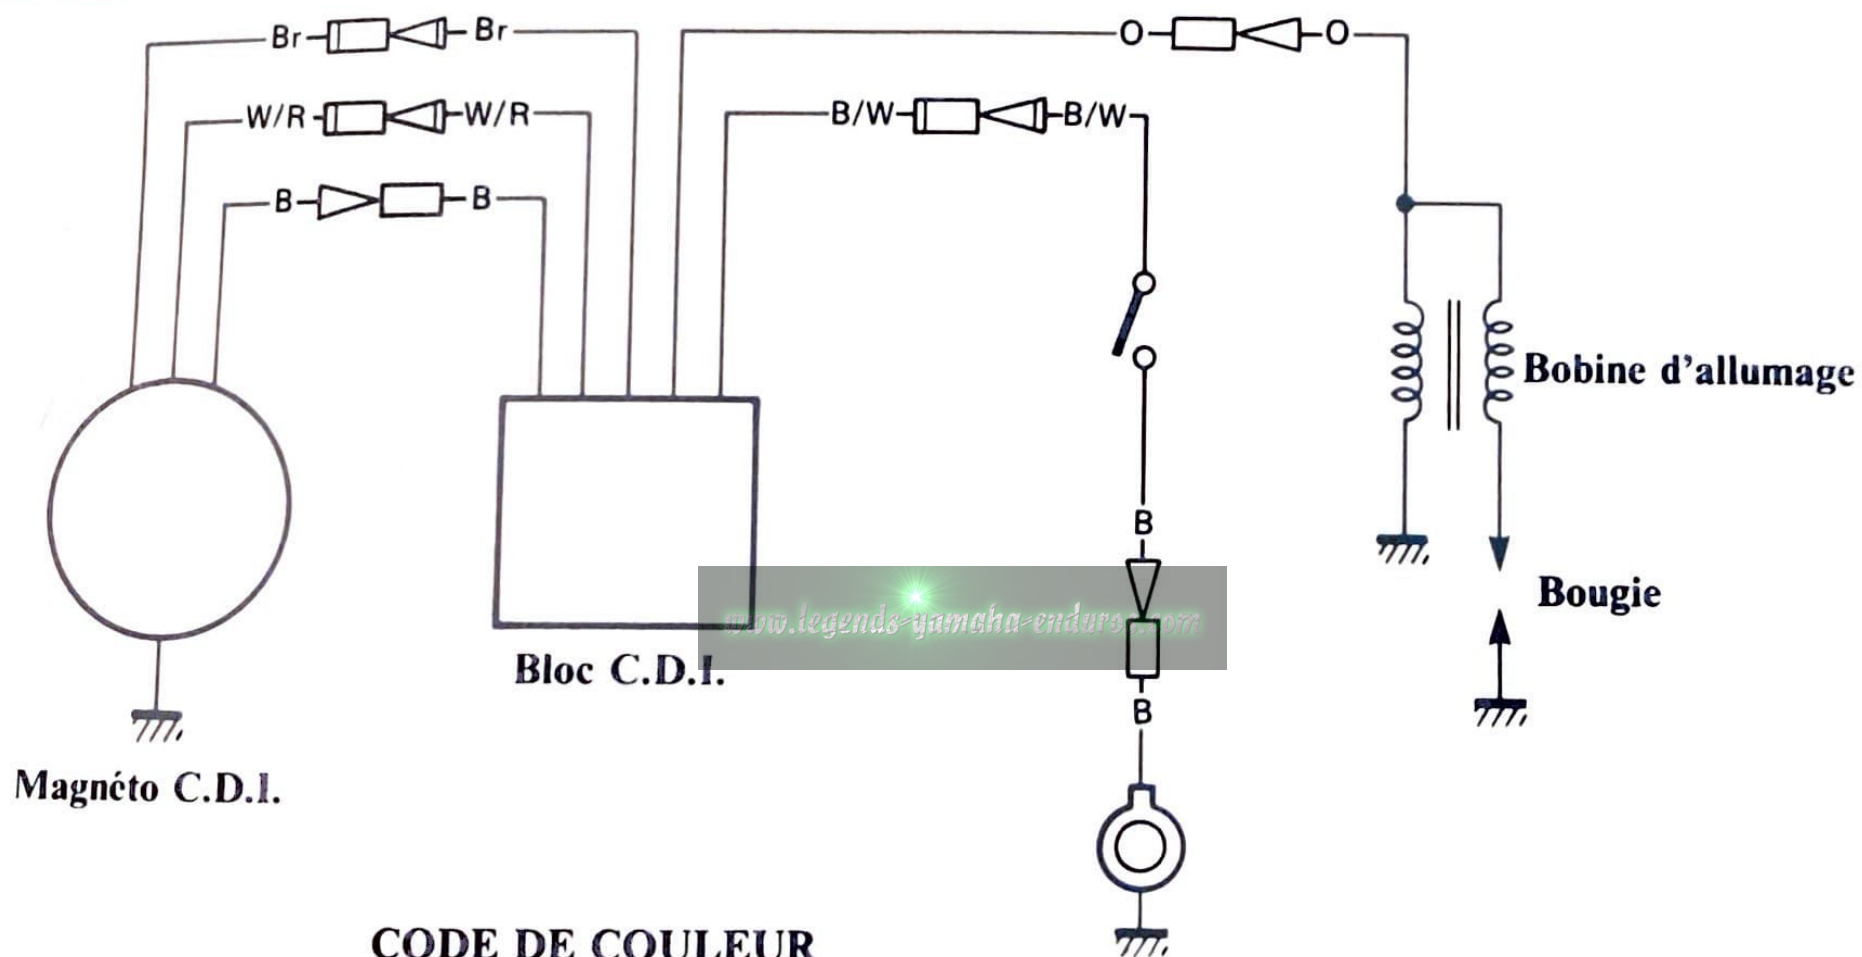 Br Br
O O
W/R W/R
B/W B/W
B B
Bobine d'allumage
B
Bougie
www.legends-yamaha-enduros.com
Bloc C.D.I.
B
Magnéto C.D.I.
CODE DE COULEUR